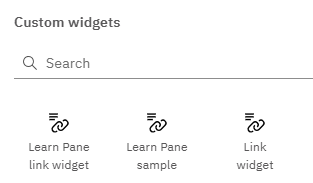 Custom widgets
Search
Learn Pane
link widget
Learn Pane
sample
Link
widget